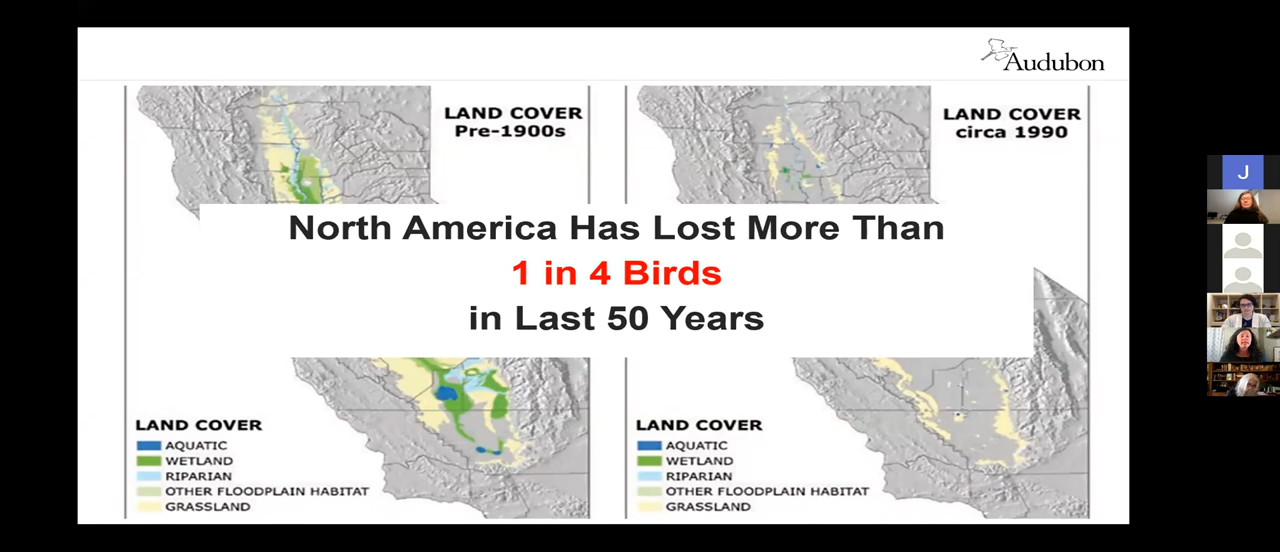 Audubon
LAND COVER
Pre-1900s
LAND COVER
circa 1990
North America Has Lost More Than
1 in 4 Birds
in Last 50 Years
LAND COVER
AQUATIC
WETLAND
RIPARIAN
OTHER FLOODPLAIN HABITAT
GRASSLAND
LAND COVER
AQUATIC
WETLAND
RIPARIAN
OTHER FLOODPLAIN HABITAT
GRASSLAND
J